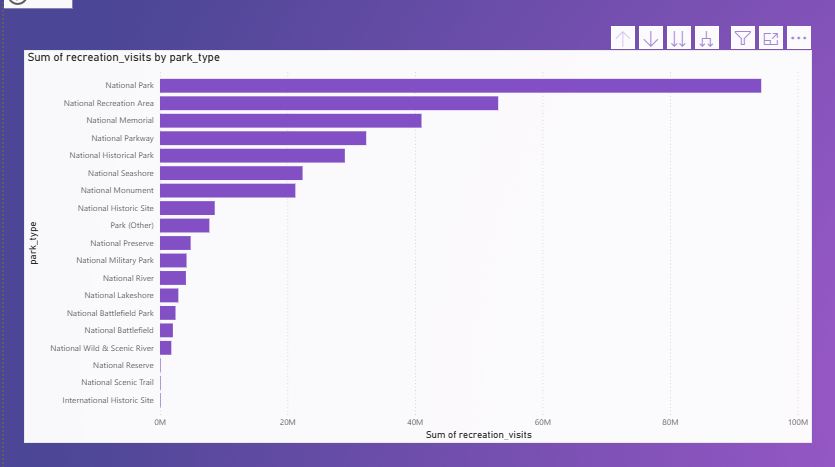 Sum of recreation_visits by park_type
National Park
National Recreation Area
National Memorial
National Parkway
National Historical Park
National Seashore
National Monument
National Historic Site
Park (Other)
National Preserve
National Military Park
National River
National Lakeshore
National Battlefield Park
National Battlefield
National Wild & Scenic River
National Reserve
National Scenic Trail
International Historic Site
park_type
0M 20M 40M 60M 80M 100M
Sum of recreation_visits